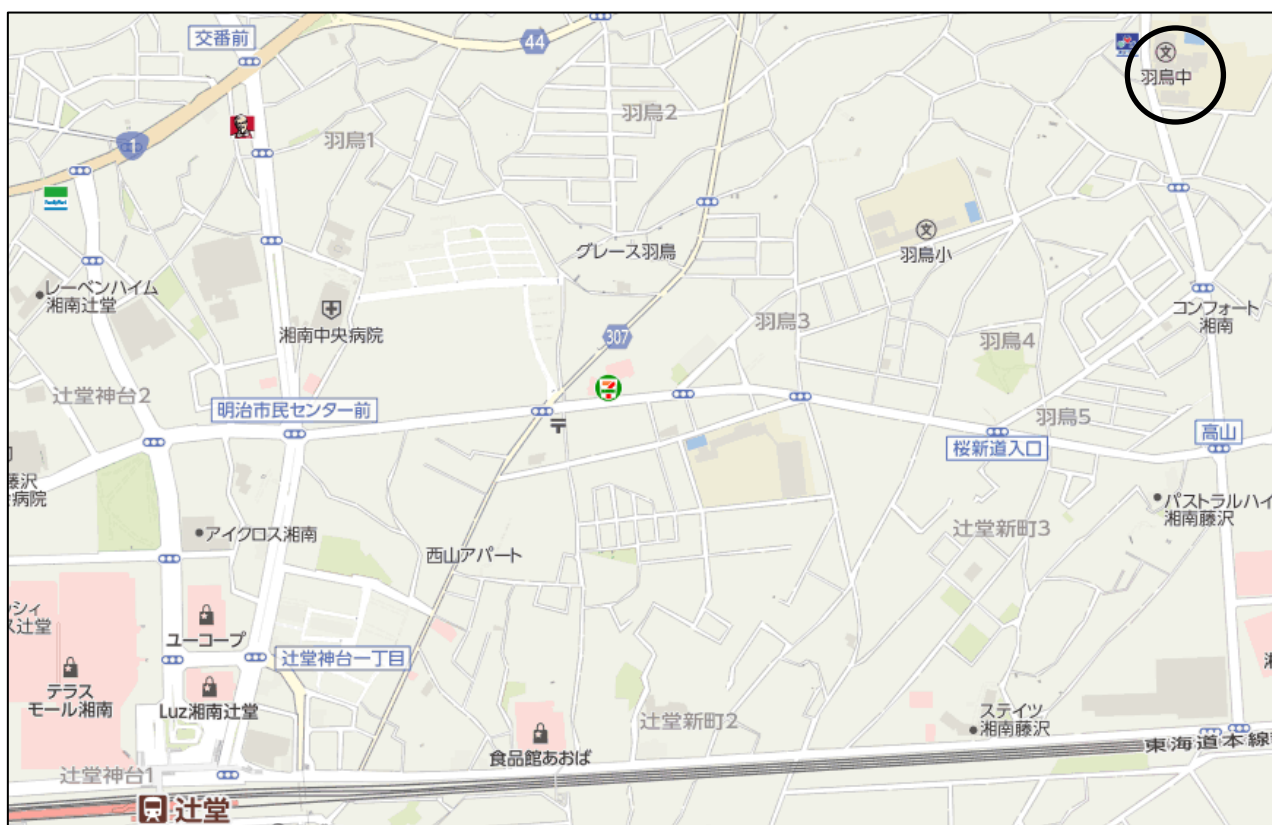 交番前
44
羽鳥中
羽鳥2
羽鳥1
1
FamilyMart
グレース羽鳥
羽鳥小
レーベンハイム
湘南辻堂
湘南中央病院
307
羽鳥3
コンフォート
湘南
羽鳥4
辻堂神台2
明治市民センター前
羽鳥5
高山
桜新道入口
藤沢
病院
パストラルハイ
湘南藤沢
アイクロス湘南
西山アパート
辻堂新町3
シィ
ス辻堂
ユーコープ
辻堂神台一丁目
テラス
モール湘南
Luz湘南辻堂
辻堂新町2
ステイツ
湘南藤沢
食品館あおば
東海道本線
辻堂神台1
辻堂